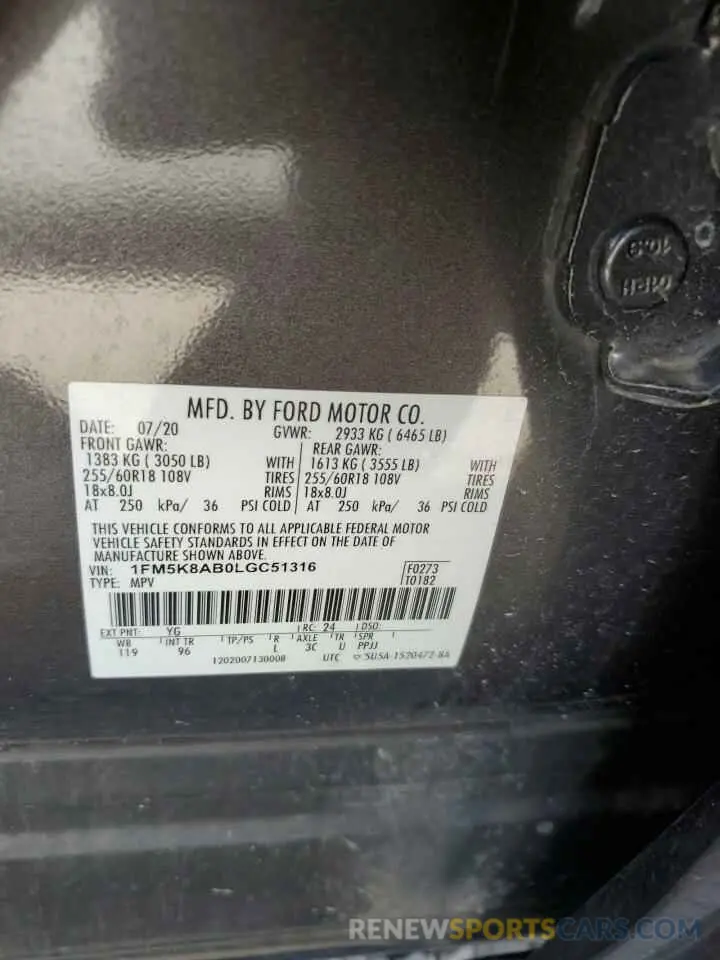 MFD. BY FORD MOTOR CO.
DATE: 07/20 GVWR: 2933 KG ( 6465 LB)
FRONT GAWR: REAR GAWR:
1383 KG ( 3050 LB) WITH 1613 KG ( 3555 LB) WITH
255/60R18 108V TIRES 255/60R18 108V TIRES
18x8.0J RIMS 18x8.0J RIMS
AT 250 kPa/ 36 PSI COLD AT 250 kPa/ 36 PSI COLD
THIS VEHICLE CONFORMS TO ALL APPLICABLE FEDERAL MOTOR
VEHICLE SAFETY STANDARDS IN EFFECT ON THE DATE OF
MANUFACTURE SHOWN ABOVE.
VIN: 1FM5K8AB0LGC51316 F0273
TYPE: MPV T0182
EXT PNT: YG RC: 24 DSO:
WB INT TR TP/PS R AXLE TR SPR
119 96 L 3C U PPJJ
1202007130008 UTC 5U5A-1520472-8A
10.9
RENEWSPORTSCARS.COM